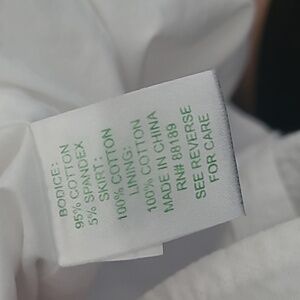 BODICE:
95% COTTON
5% SPANDEX
SKIRT:
100% COTTON
LINING:
100% COTTON
MADE IN CHINA
RN# 88189
SEE REVERSE
FOR CARE